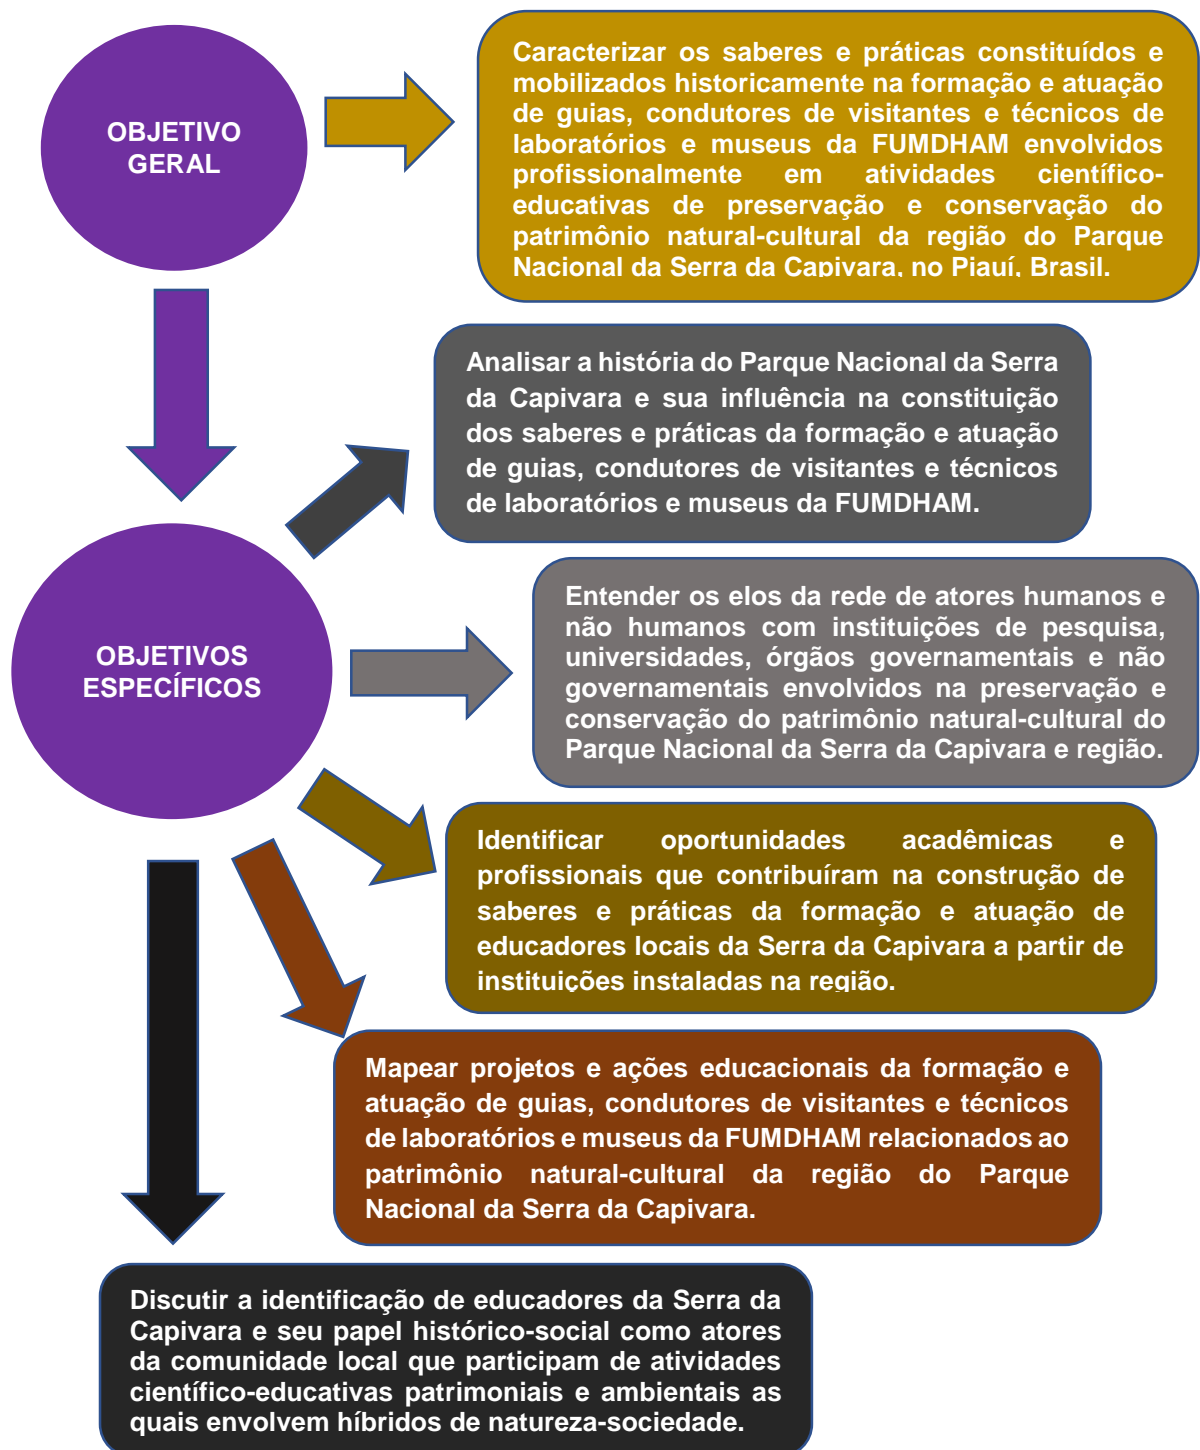 OBJETIVO
GERAL
Caracterizar os saberes e práticas constituídos e
mobilizados historicamente na formação e atuação
de guias, condutores de visitantes e técnicos de
laboratórios e museus da FUMDHAM envolvidos
profissionalmente em atividades científico-
educativas de preservação e conservação do
patrimônio natural-cultural da região do Parque
Nacional da Serra da Capivara, no Piauí, Brasil.
Analisar a história do Parque Nacional da Serra
da Capivara e sua influência na constituição
dos saberes e práticas da formação e atuação
de guias, condutores de visitantes e técnicos
de laboratórios e museus da FUMDHAM.
OBJETIVOS
ESPECÍFICOS
Entender os elos da rede de atores humanos e
não humanos com instituições de pesquisa,
universidades, órgãos governamentais e não
governamentais envolvidos na preservação e
conservação do patrimônio natural-cultural do
Parque Nacional da Serra da Capivara e região.
Identificar oportunidades acadêmicas e
profissionais que contribuíram na construção de
saberes e práticas da formação e atuação de
educadores locais da Serra da Capivara a partir de
instituições instaladas na região.
Mapear projetos e ações educacionais da formação e
atuação de guias, condutores de visitantes e técnicos
de laboratórios e museus da FUMDHAM relacionados ao
patrimônio natural-cultural da região do Parque
Nacional da Serra da Capivara.
Discutir a identificação de educadores da Serra da
Capivara e seu papel histórico-social como atores
da comunidade local que participam de atividades
científico-educativas patrimoniais e ambientais as
quais envolvem híbridos de natureza-sociedade.